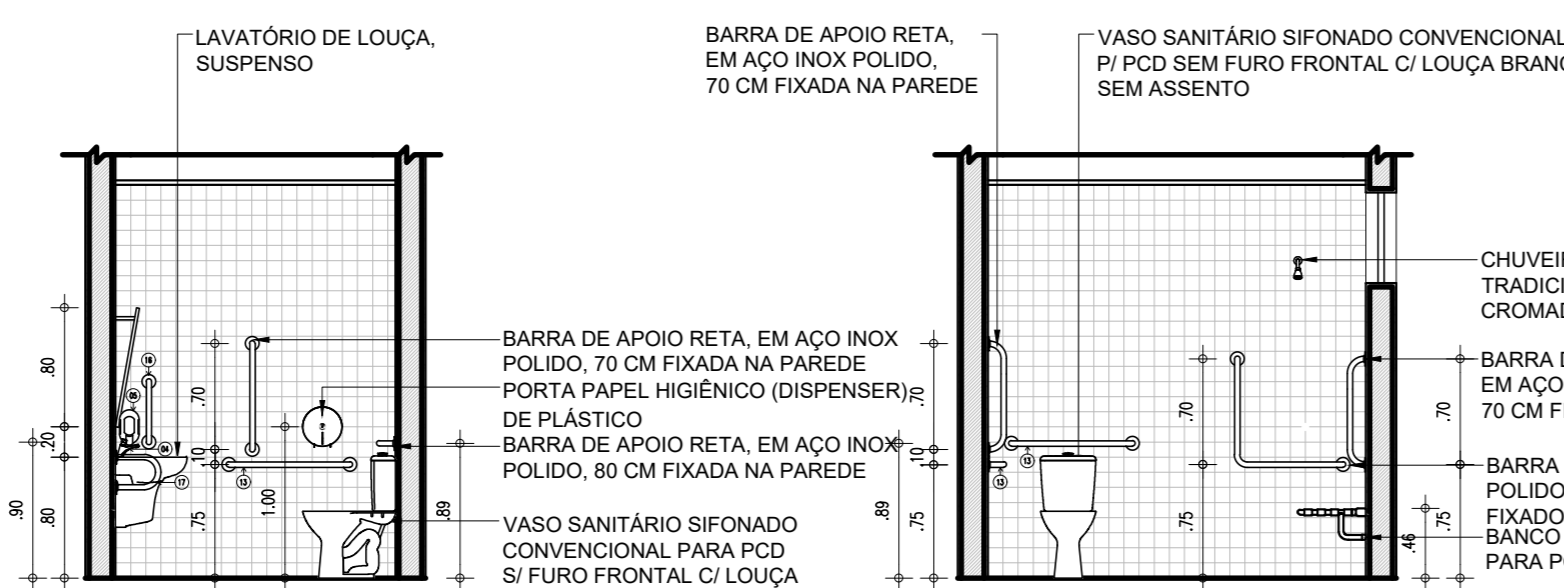 LAVATÓRIO DE LOUÇA,
SUSPENSO
BARRA DE APOIO RETA,
EM AÇO INOX POLIDO,
70 CM FIXADA NA PAREDE
VASO SANITÁRIO SIFONADO CONVENCIONAL
P/ PCD SEM FURO FRONTAL C/ LOUÇA BRANC
SEM ASSENTO
BARRA DE APOIO RETA, EM AÇO INOX
POLIDO, 70 CM FIXADA NA PAREDE
PORTA PAPEL HIGIÊNICO (DISPENSER)
DE PLÁSTICO
BARRA DE APOIO RETA, EM AÇO INOX
POLIDO, 80 CM FIXADA NA PAREDE
VASO SANITÁRIO SIFONADO
CONVENCIONAL PARA PCD
S/ FURO FRONTAL C/ LOUÇA
CHUVEI
TRADICI
CROMAD
BARRA D
EM AÇO
70 CM F
BARRA
POLIDO
FIXADO
BANCO
PARA P
.80
.20
.90
.80
16
05
04
17
13
.70
.10
.75
1.00
.89
.70
.10
.89
.75
13
13
.70
.75
.70
.75
.46